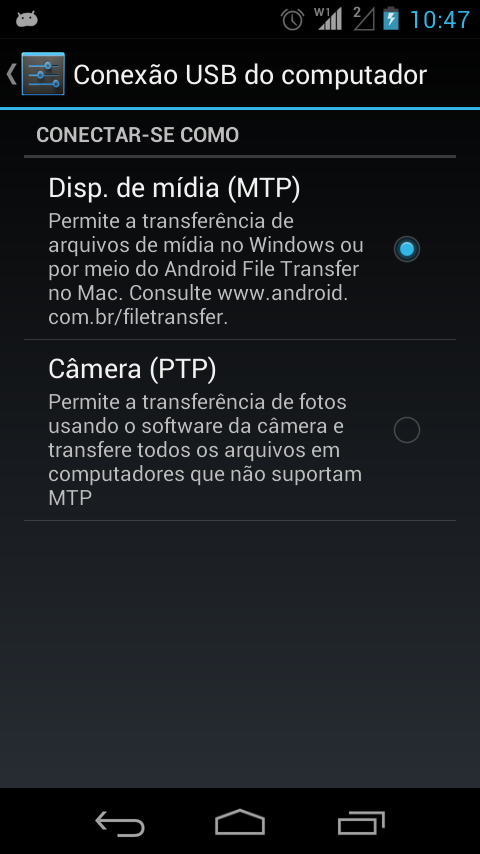 W1 2 10:47
Conexão USB do computador
CONECTAR-SE COMO
Disp. de mídia (MTP)
Permite a transferência de
arquivos de mídia no Windows ou
por meio do Android File Transfer
no Mac. Consulte www.android.
com.br/filetransfer.
Câmera (PTP)
Permite a transferência de fotos
usando o software da câmera e
transfere todos os arquivos em
computadores que não suportam
MTP